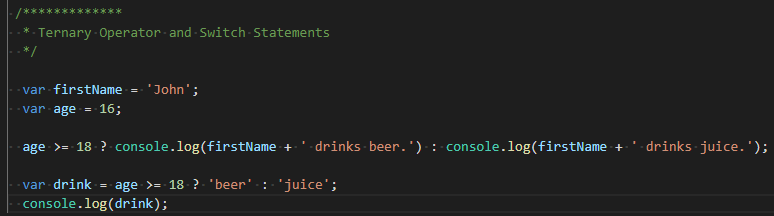 /*************
* Ternary Operator and Switch Statements
*/
var firstName = 'John';
var age = 16;
age >= 18 ? console.log(firstName + ' drinks beer.') : console.log(firstName + ' drinks juice.');
var drink = age >= 18 ? 'beer' : 'juice';
console.log(drink);